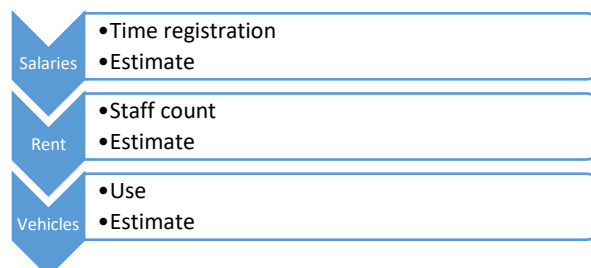 Salaries
•Time registration
•Estimate
Rent
•Staff count
•Estimate
Vehicles
•Use
•Estimate